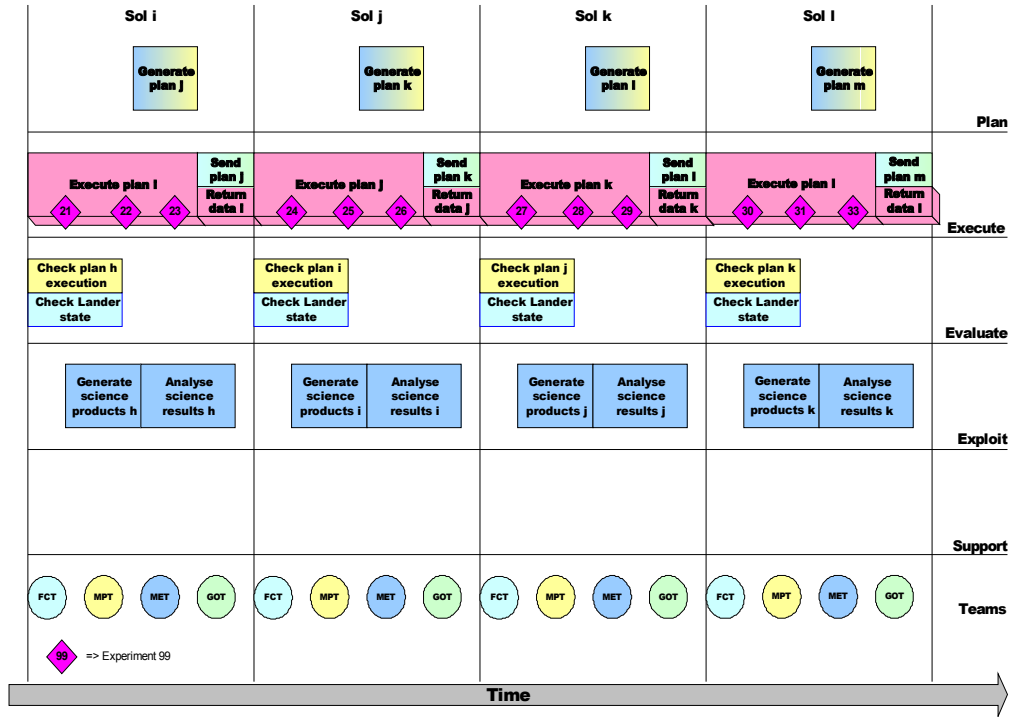 Sol i
Sol j
Sol k
Sol l
Generate
plan j
Generate
plan k
Generate
plan l
Generate
plan m
Plan
Execute plan I
Send
plan j
Return
data I
21
22
23
Execute plan j
Send
plan k
Return
data j
24
25
26
Execute plan k
Send
plan l
Return
data k
27
28
29
Execute plan l
Send
plan m
Return
data l
30
31
33
Execute
Check plan h
execution
Check Lander
state
Check plan i
execution
Check Lander
state
Check plan j
execution
Check Lander
state
Check plan k
execution
Check Lander
state
Evaluate
Generate
science
products h
Analyse
science
results h
Generate
science
products i
Analyse
science
results i
Generate
science
products j
Analyse
science
results j
Generate
science
products k
Analyse
science
results k
Exploit
Support
FCT
MPT
MET
GOT
FCT
MPT
MET
GOT
FCT
MPT
MET
GOT
FCT
MPT
MET
GOT
Teams
99 => Experiment 99
Time